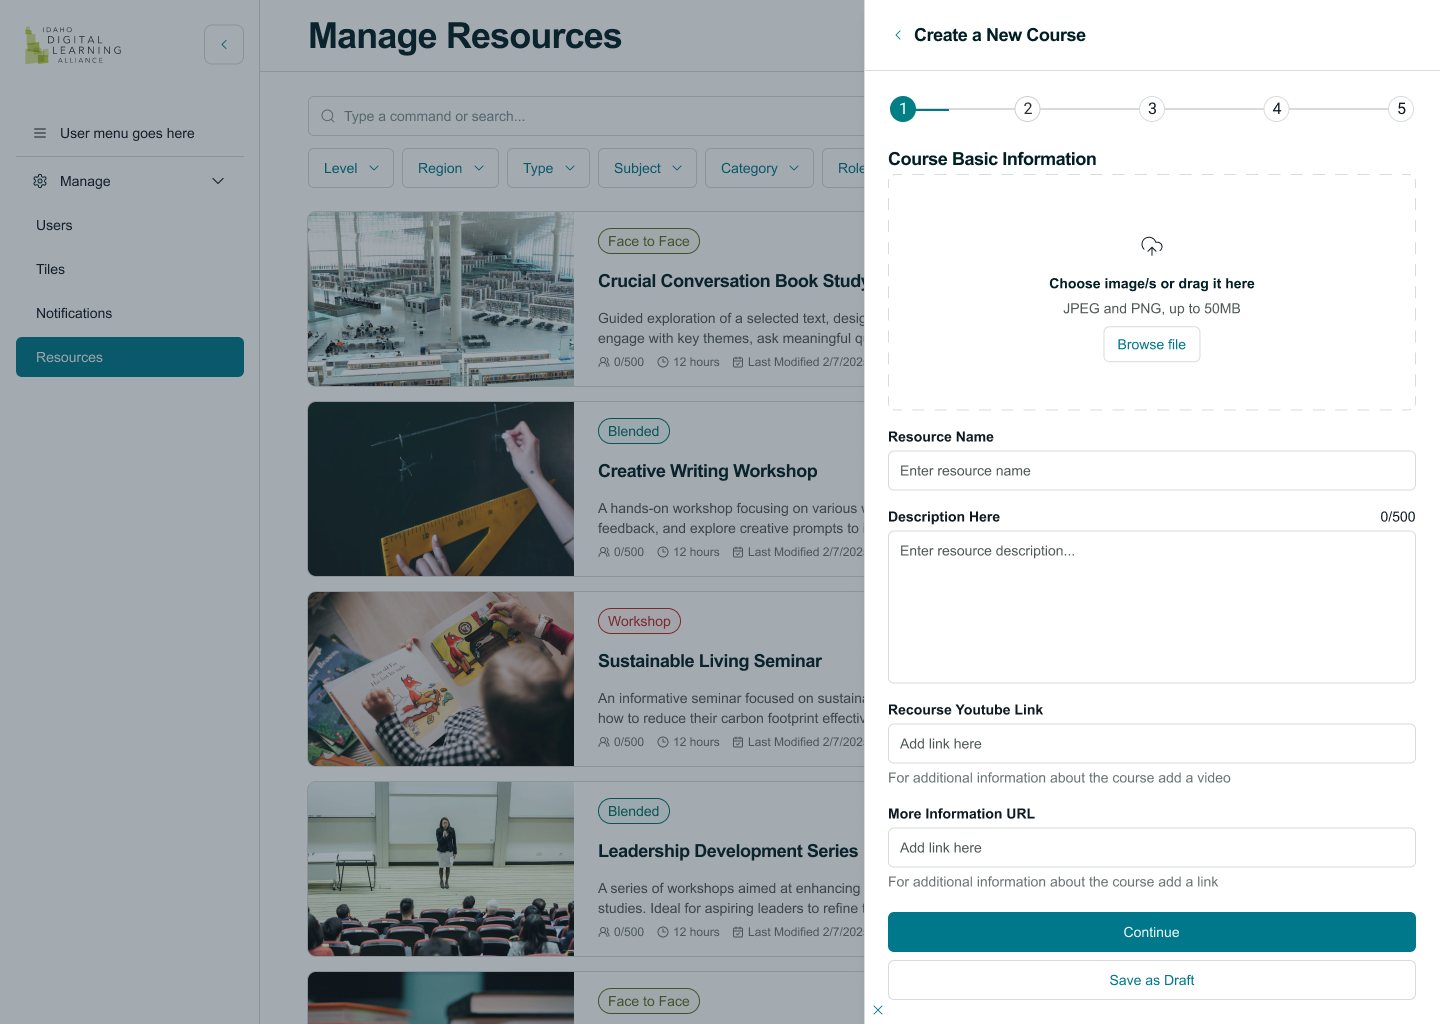 IDAHO
DIGITAL
LEARNING
ALLIANCE
User menu goes here
Manage
Users
Tiles
Notifications
Resources
Manage Resources
Type a command or search...
Level
Region
Type
Subject
Category
Role
Face to Face
Crucial Conversation Book Study
Guided exploration of a selected text, desig
engage with key themes, ask meaningful q
0/500 12 hours Last Modified 2/7/202
Blended
Creative Writing Workshop
A hands-on workshop focusing on various w
feedback, and explore creative prompts to
0/500 12 hours Last Modified 2/7/202
Workshop
Sustainable Living Seminar
An informative seminar focused on sustaina
how to reduce their carbon footprint effectiv
0/500 12 hours Last Modified 2/7/202
Blended
Leadership Development Series
A series of workshops aimed at enhancing
studies. Ideal for aspiring leaders to refine t
0/500 12 hours Last Modified 2/7/202
Face to Face
Create a New Course
1 2 3 4 5
Course Basic Information
Choose image/s or drag it here
JPEG and PNG, up to 50MB
Browse file
Resource Name
Enter resource name
Description Here 0/500
Enter resource description...
Recourse Youtube Link
Add link here
For additional information about the course add a video
More Information URL
Add link here
For additional information about the course add a link
Continue
Save as Draft